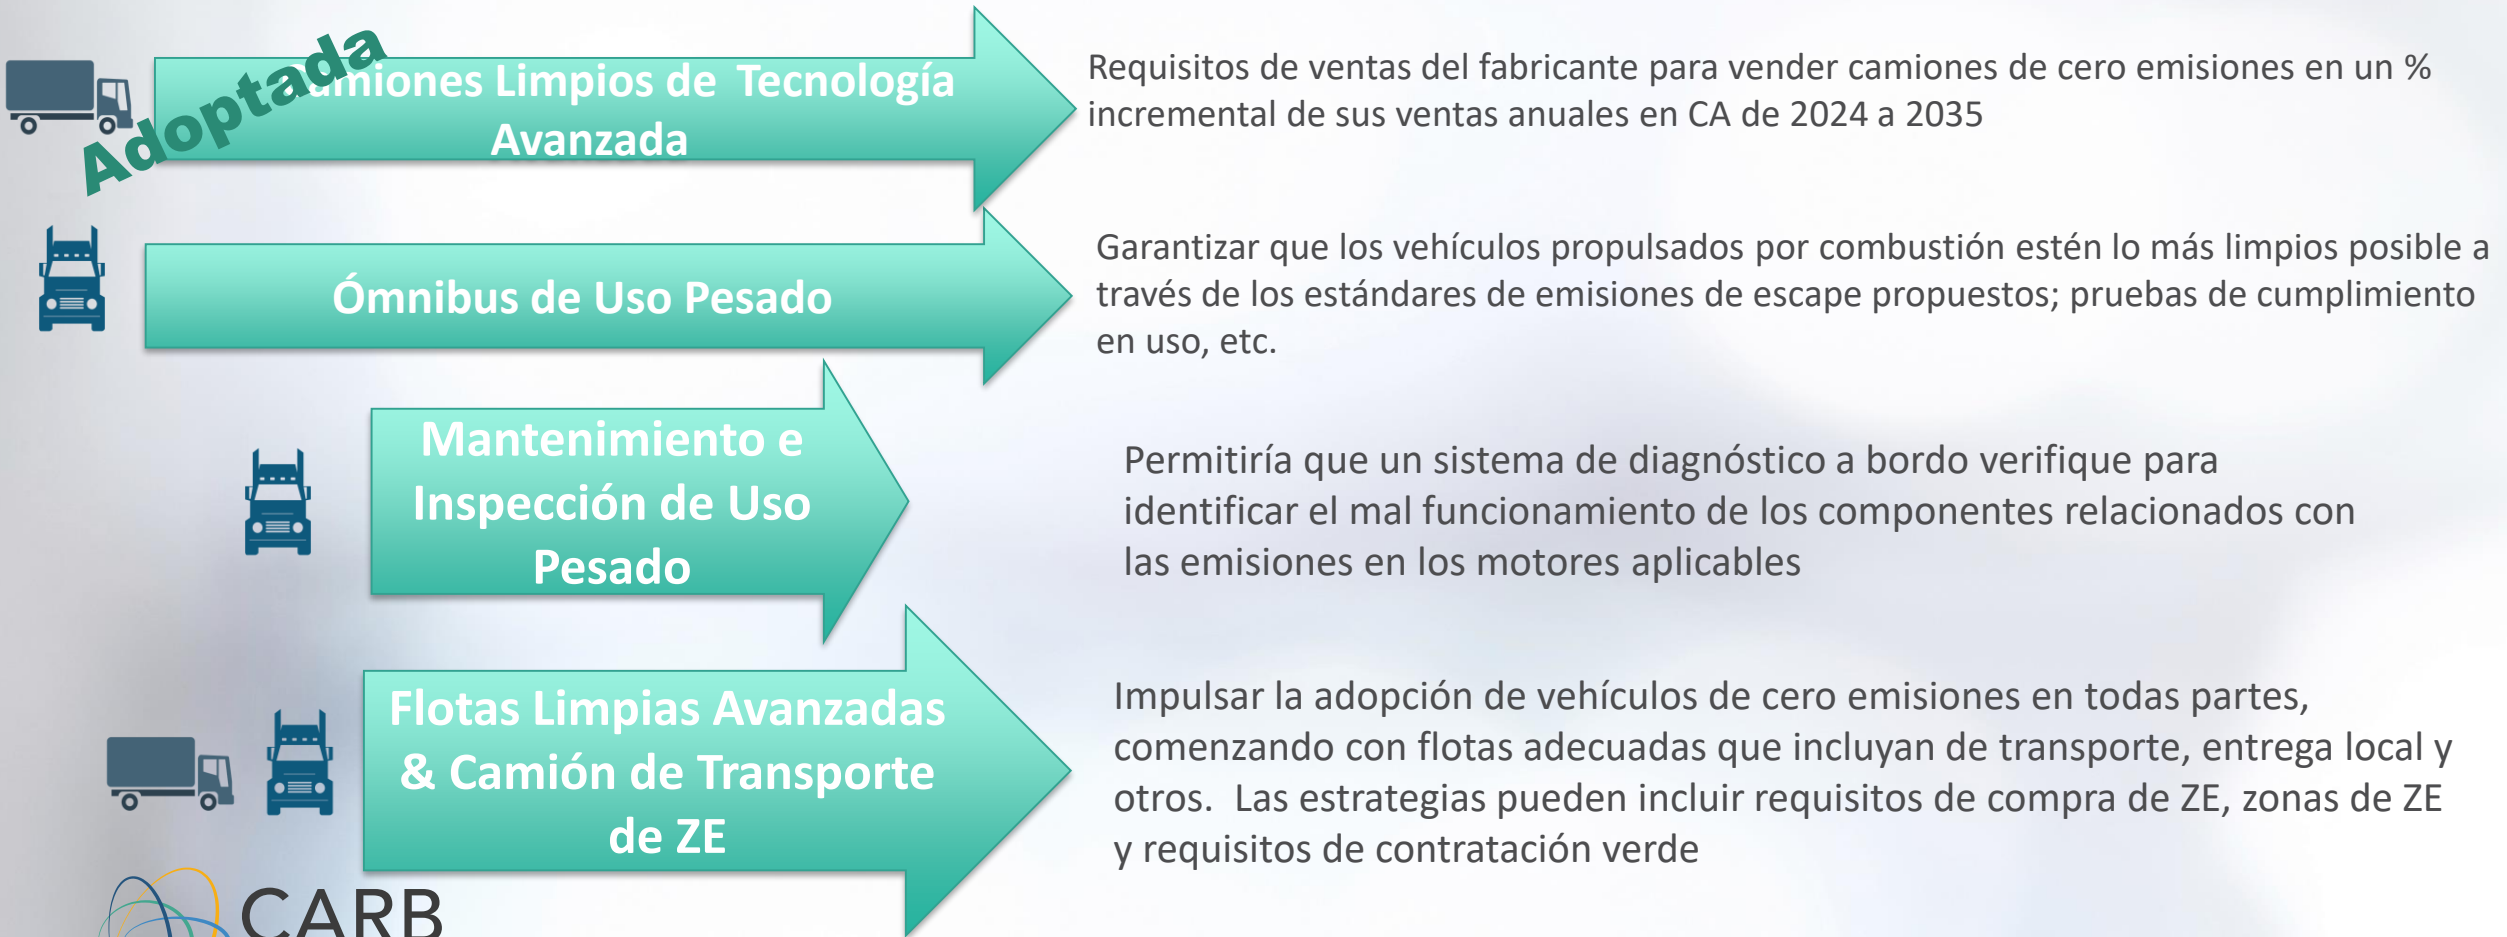 Adoptada
Camiones Limpios de Tecnología
Avanzada
Requisitos de ventas del fabricante para vender camiones de cero emisiones en un %
incremental de sus ventas anuales en CA de 2024 a 2035
Ómnibus de Uso Pesado
Garantizar que los vehículos propulsados por combustión estén lo más limpios posible a
través de los estándares de emisiones de escape propuestos; pruebas de cumplimiento
en uso, etc.
Mantenimiento e
Inspección de Uso
Pesado
Permitiría que un sistema de diagnóstico a bordo verifique para
identificar el mal funcionamiento de los componentes relacionados con
las emisiones en los motores aplicables
Flotas Limpias Avanzadas
& Camión de Transporte
de ZE
Impulsar la adopción de vehículos de cero emisiones en todas partes,
comenzando con flotas adecuadas que incluyan de transporte, entrega local y
otros. Las estrategias pueden incluir requisitos de compra de ZE, zonas de ZE
y requisitos de contratación verde
CARB